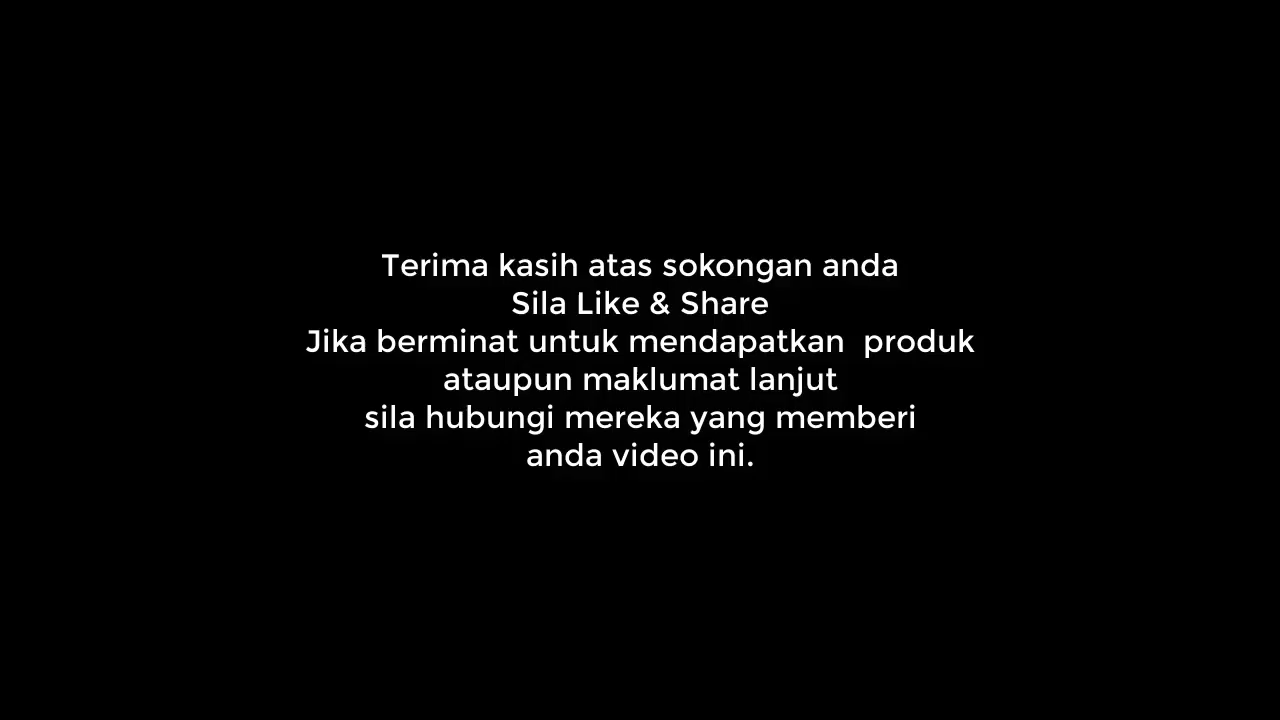 Terima kasih atas sokongan anda
Sila Like & Share
Jika berminat untuk mendapatkan  produk
ataupun maklumat lanjut
sila hubungi mereka yang memberi
anda video ini.